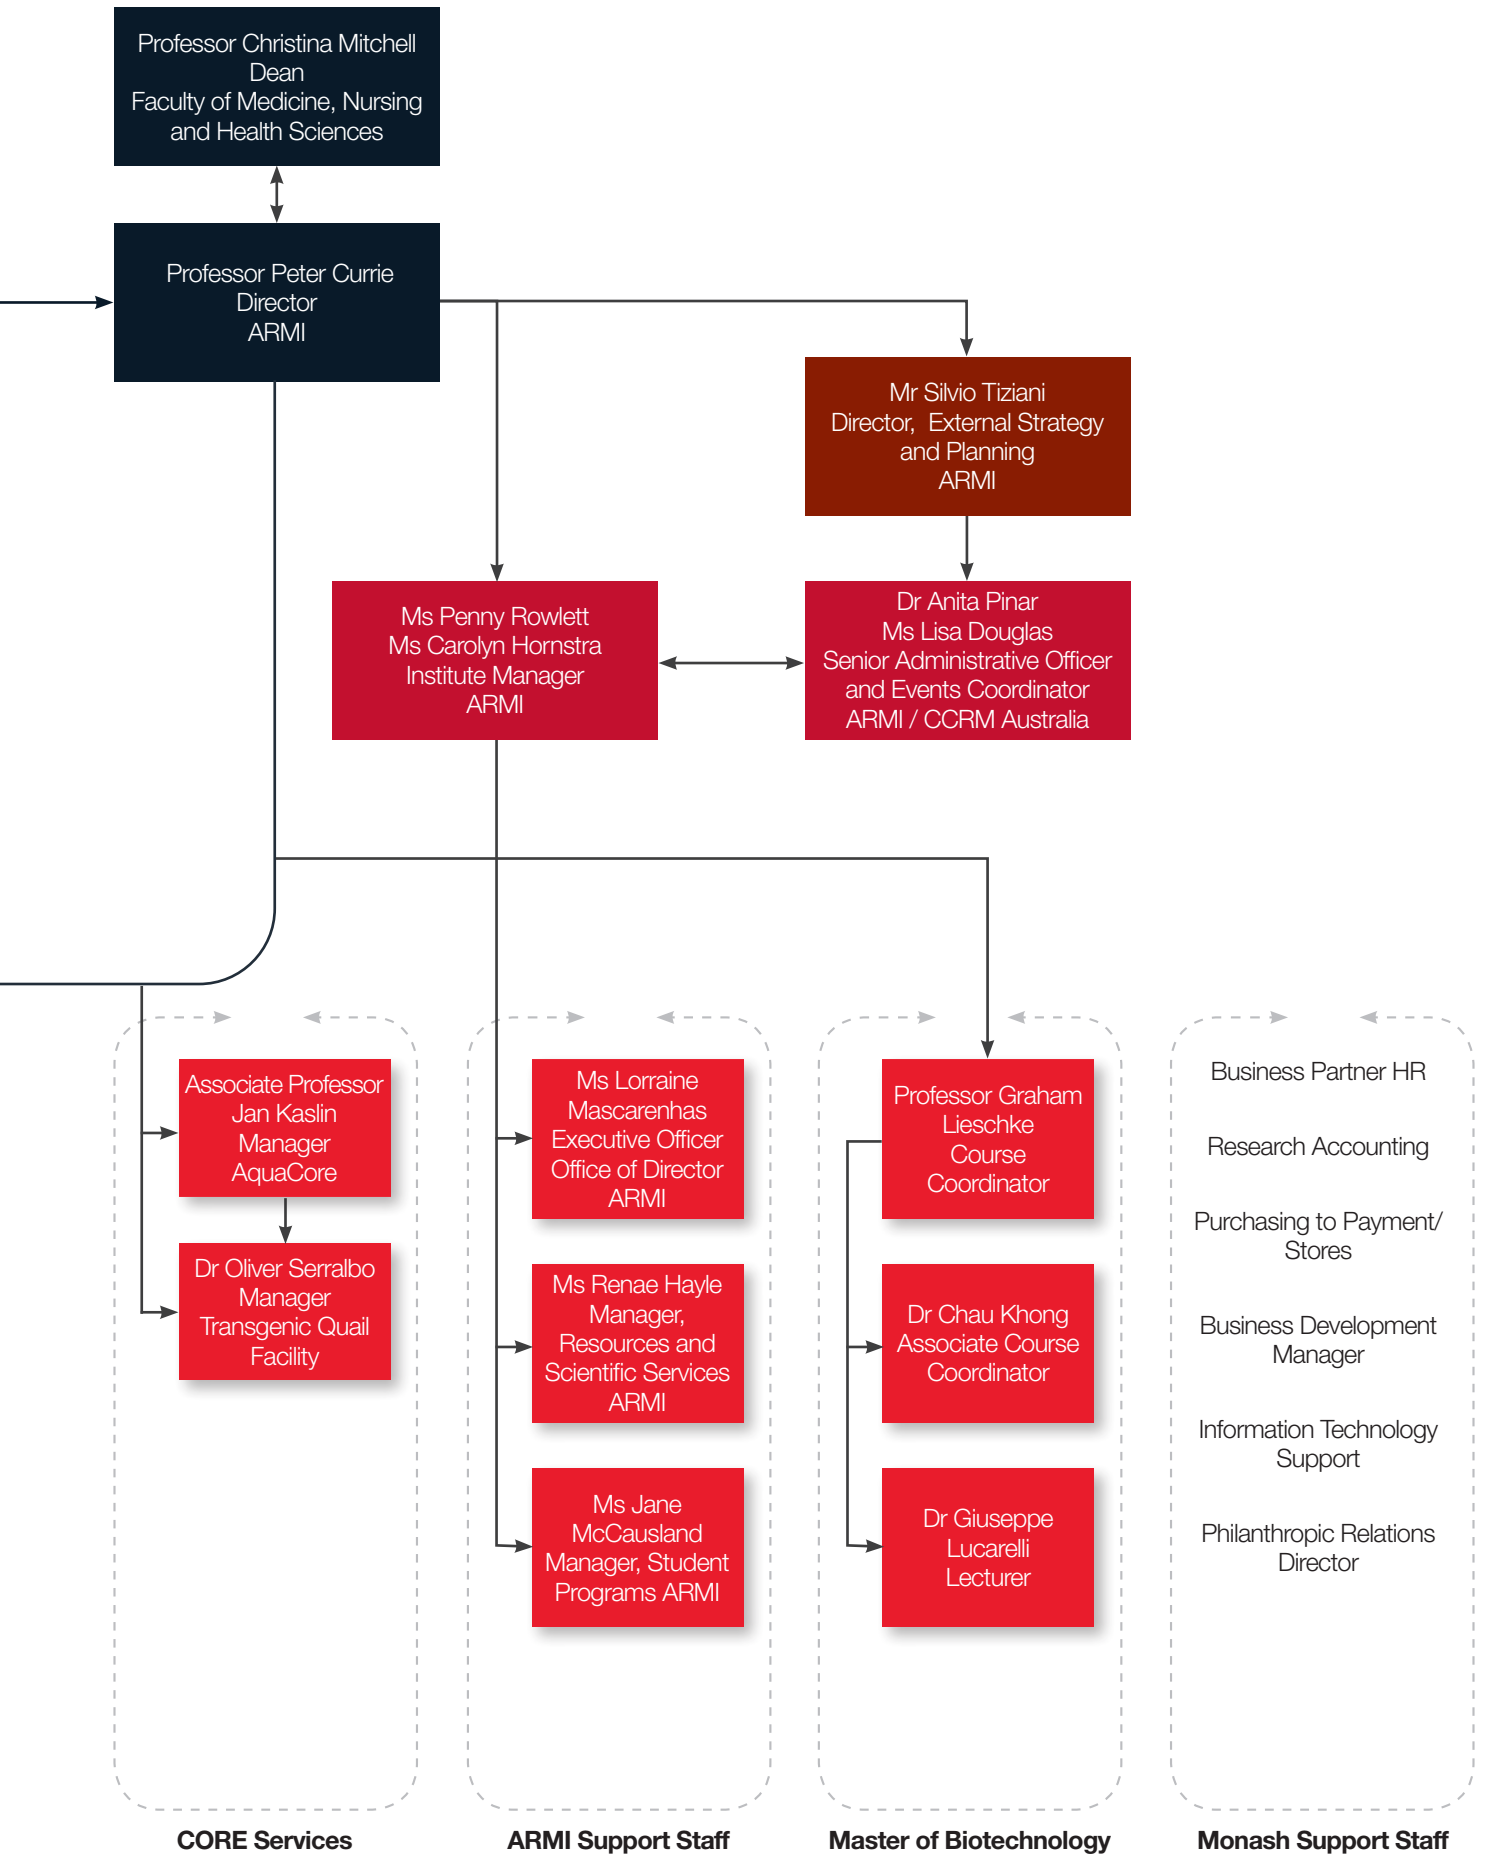 Professor Christina Mitchell
Dean
Faculty of Medicine, Nursing
and Health Sciences
Professor Peter Currie
Director
ARMI
Mr Silvio Tiziani
Director,  External Strategy
and Planning
ARMI
Ms Penny Rowlett
Ms Carolyn Hornstra
Institute Manager
ARMI
Dr Anita Pinar
Ms Lisa Douglas
Senior Administrative Officer
and Events Coordinator
ARMI / CCRM Australia
Associate Professor
Jan Kaslin
Manager
AquaCore
Dr Oliver Serralbo
Manager
Transgenic Quail
Facility
CORE Services
Ms Lorraine
Mascarenhas
Executive Officer
Office of Director
ARMI
Ms Renae Hayle
Manager,
Resources and
Scientific Services
ARMI
Ms Jane
McCausland
Manager, Student
Programs ARMI
ARMI Support Staff
Professor Graham
Lieschke
Course
Coordinator
Dr Chau Khong
Associate Course
Coordinator
Dr Giuseppe
Lucarelli
Lecturer
Master of Biotechnology
Business Partner HR
Research Accounting
Purchasing to Payment/
Stores
Business Development
Manager
Information Technology
Support
Philanthropic Relations
Director
Monash Support Staff